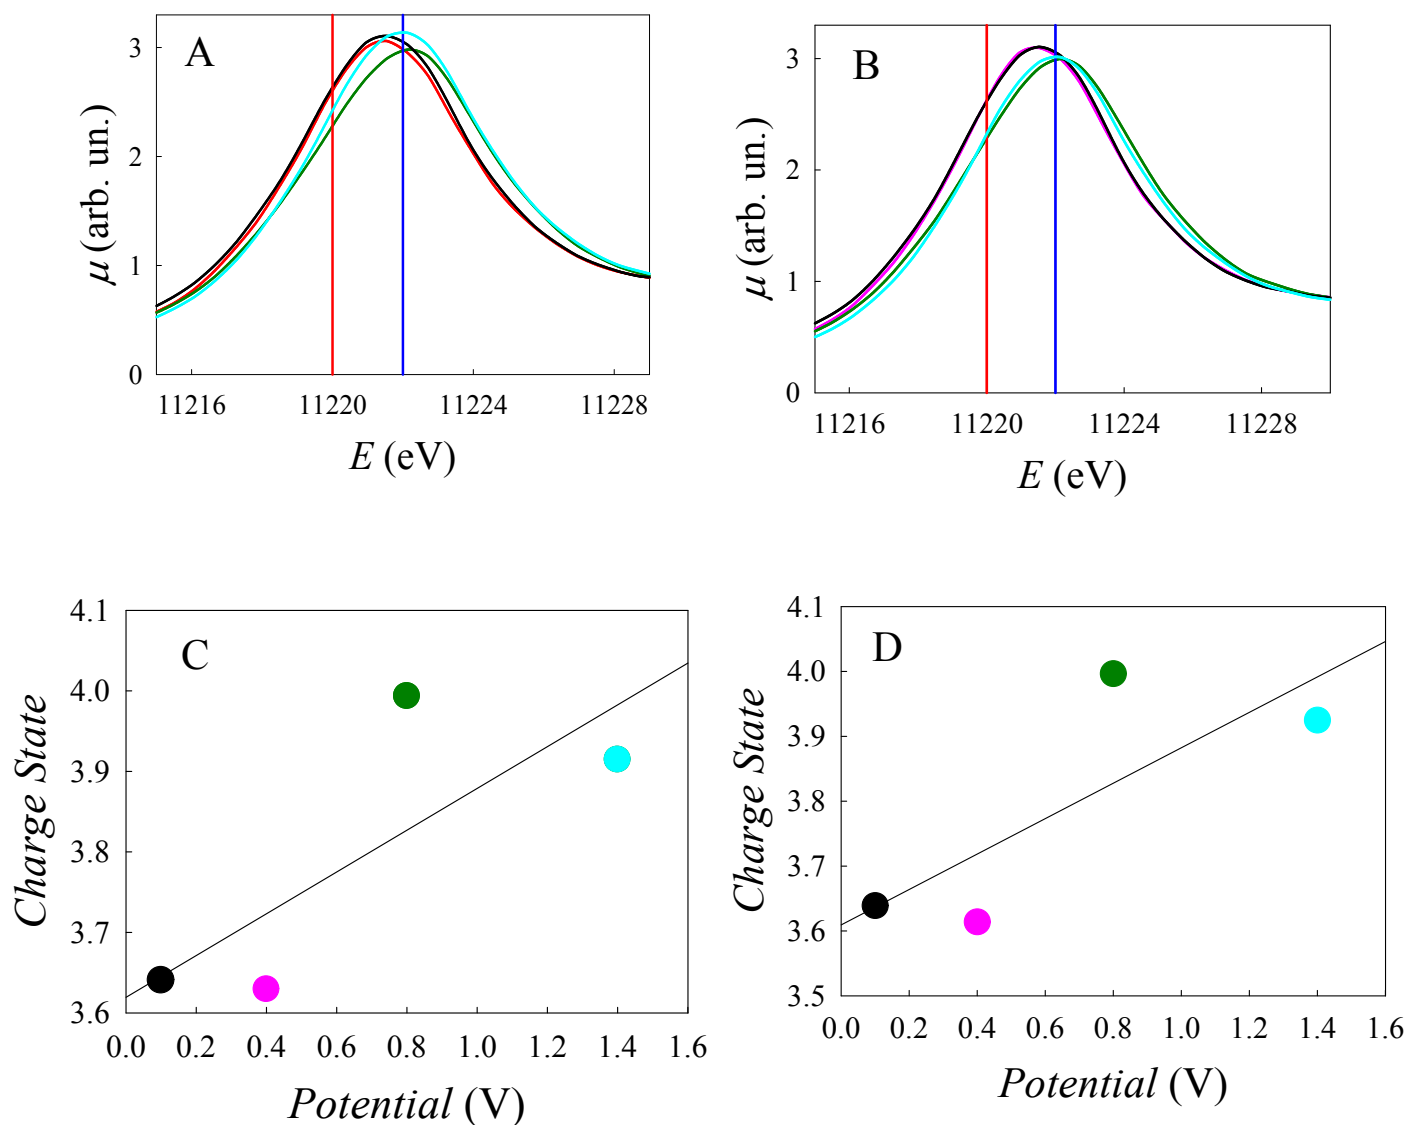 A
3
2
1
0
μ (arb. un.)
11216 11220 11224 11228
E (eV)
B
3
2
1
0
μ (arb. un.)
11216 11220 11224 11228
E (eV)
C
4.1
4.0
3.9
3.8
3.7
3.6
Charge State
0.0 0.2 0.4 0.6 0.8 1.0 1.2 1.4 1.6
Potential (V)
D
4.1
4.0
3.9
3.8
3.7
3.6
3.5
Charge State
0.0 0.2 0.4 0.6 0.8 1.0 1.2 1.4 1.6
Potential (V)